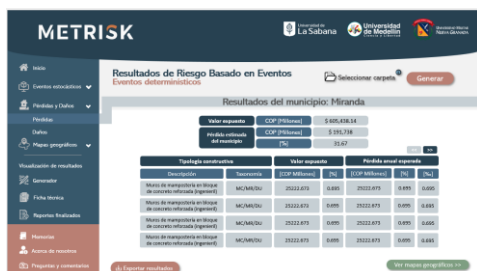 METRISK
Universidad de
La Sabana
Universidad
de Medellín
Ciencia y Libertad
Universidad Militar
Nueva Granada
Inicio
Eventos estocásticos
Pérdidas y Daños
Pérdidas
Daños
Mapas geográficos
Visualización de resultados
Generador
Ficha técnica
Reportes finalizados
Memorias
Acerca de nosotros
Preguntas y comentarios
Resultados de Riesgo Basado en Eventos
Eventos determinísticos
Seleccionar carpeta
Generar
Resultados del municipio: Miranda
Valor expuesto COP [Millones] $ 605,438.14
Pérdida estimada del municipio COP [Millones] $ 191,738
[%] 31.67
>>
Tipología constructiva Valor expuesto Pérdida anual esperada
Descripción Taxonomía [COP Millones] [%] [COP Millones] [%] [‰]
Muros de mampostería en bloque
de concreto reforzada (ingenieril) MC/MR/DU 25222.673 0.695 25222.673 0.695 0.695
Muros de mampostería en bloque
de concreto reforzada (ingenieril) MC/MR/DU 25222.673 0.695 25222.673 0.695 0.695
Muros de mampostería en bloque
de concreto reforzada (ingenieril) MC/MR/DU 25222.673 0.695 25222.673 0.695 0.695
Muros de mampostería en bloque
de concreto reforzada (ingenieril) MC/MR/DU 25222.673 0.695 25222.673 0.695 0.695
Exportar resultados
Ver mapas geográficos >>